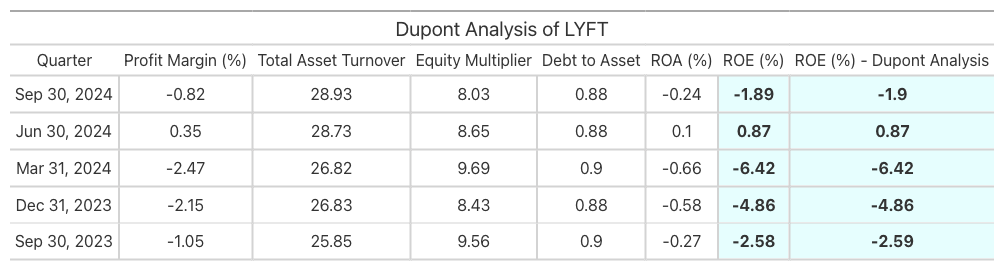 Dupont Analysis of LYFT
Quarter Profit Margin (%) Total Asset Turnover Equity Multiplier Debt to Asset ROA (%) ROE (%) ROE (%) - Dupont Analysis
Sep 30, 2024 -0.82 28.93 8.03 0.88 -0.24 -1.89 -1.9
Jun 30, 2024 0.35 28.73 8.65 0.88 0.1 0.87 0.87
Mar 31, 2024 -2.47 26.82 9.69 0.9 -0.66 -6.42 -6.42
Dec 31, 2023 -2.15 26.83 8.43 0.88 -0.58 -4.86 -4.86
Sep 30, 2023 -1.05 25.85 9.56 0.9 -0.27 -2.58 -2.59